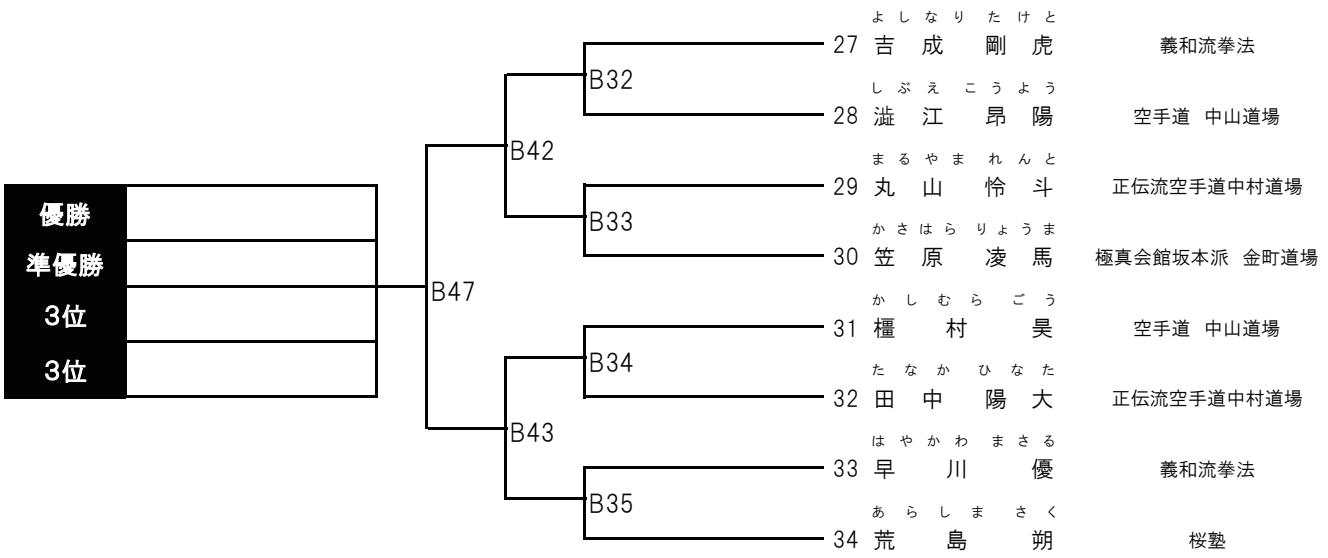 よしなり たけと
27 吉成 剛虎 義和流拳法
B32
しぶえ こうよう
28 澁江 昂陽 空手道 中山道場
B42
まるやま れんと
29 丸山 怜斗 正伝流空手道中村道場
B33
かさはら りょうま
30 笠原 凌馬 極真会館坂本派 金町道場
優勝
準優勝
3位
3位
B47
かしむら ごう
31 橿村 昊 空手道 中山道場
B34
たなか ひなた
32 田中 陽大 正伝流空手道中村道場
B43
はやかわ まさる
33 早川 優 義和流拳法
B35
あらしま さく
34 荒島 朔 桜塾